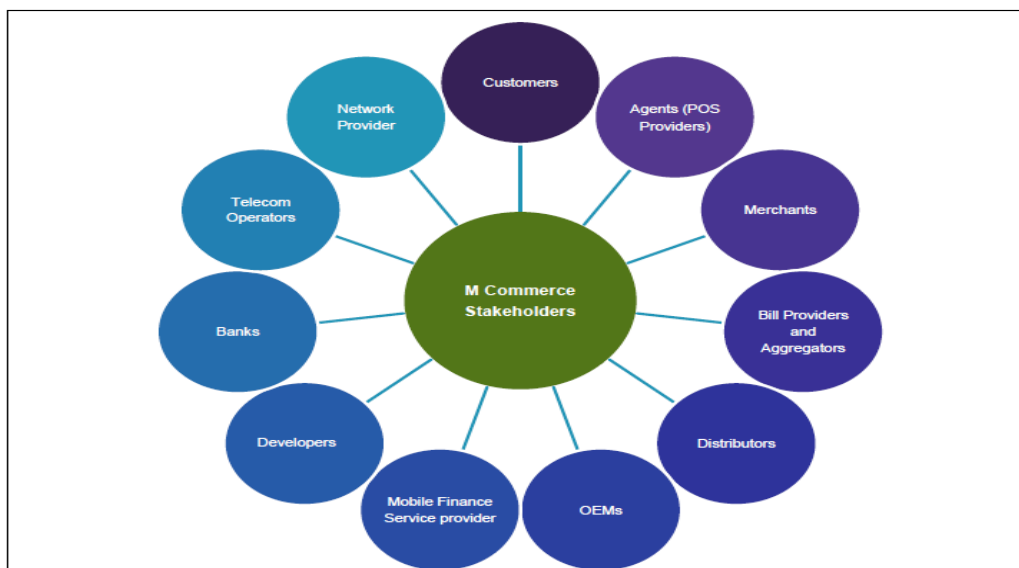 Customers
Agents (POS
Providers)
Merchants
Bill Providers
and
Aggregators
Distributors
OEMs
Mobile Finance
Service provider
Developers
Banks
Telecom
Operators
Network
Provider
M Commerce
Stakeholders